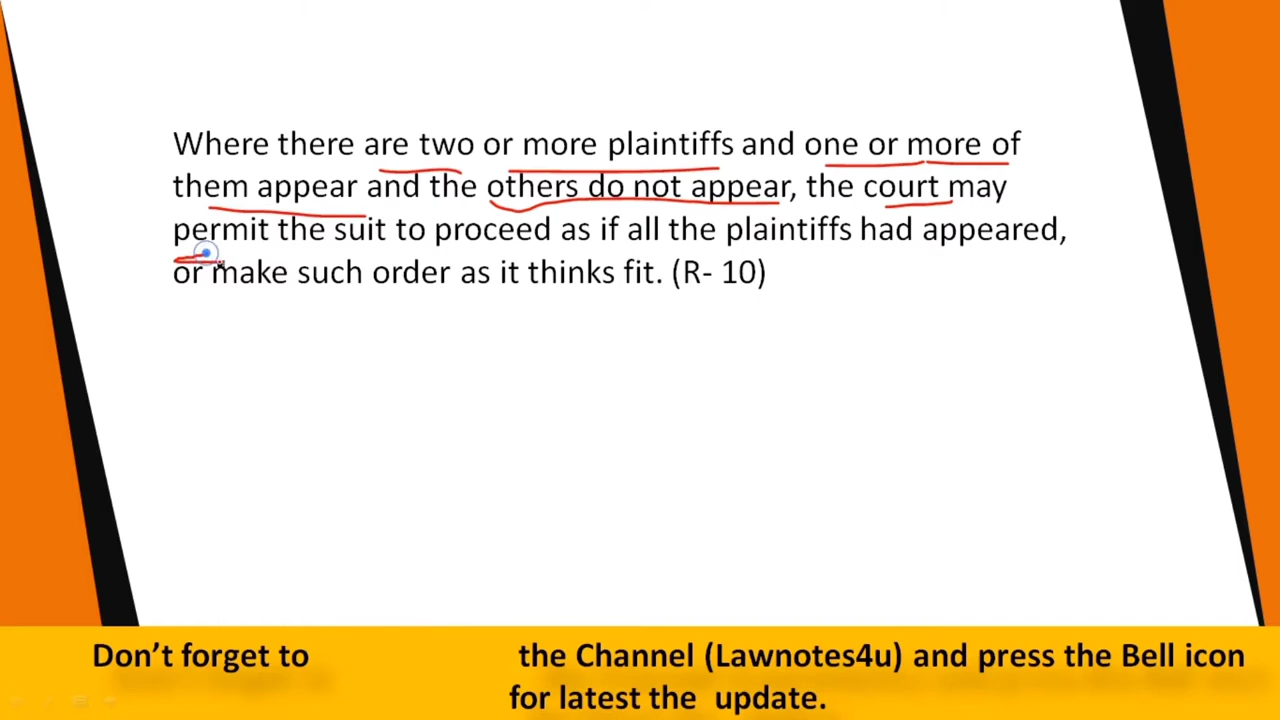 Where there are two or more plaintiffs and one or more of
them appear and the others do not appear, the court may
permit the suit to proceed as if all the plaintiffs had appeared,
or make such order as it thinks fit. (R- 10)
Don’t forget to the Channel (Lawnotes4u) and press the Bell icon
for latest the update.